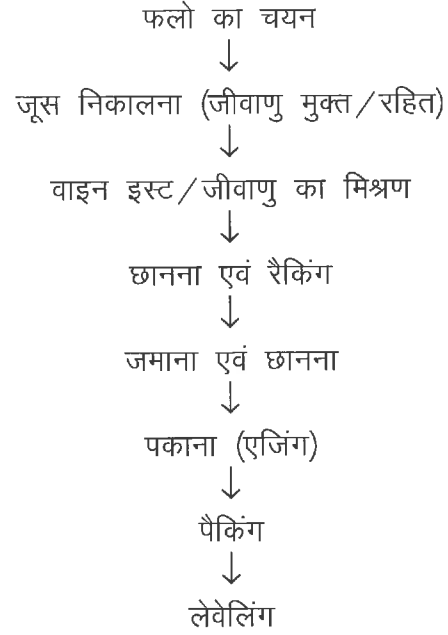 फलो का चयन
↓
जूस निकालना (जीवाणु मुक्त/रहित)
↓
वाइन इस्ट/जीवाणु का मिश्रण
↓
छानना एवं रैकिंग
↓
जमाना एवं छानना
↓
पकाना (एजिंग)
↓
पैकिंग
↓
लेवेलिंग